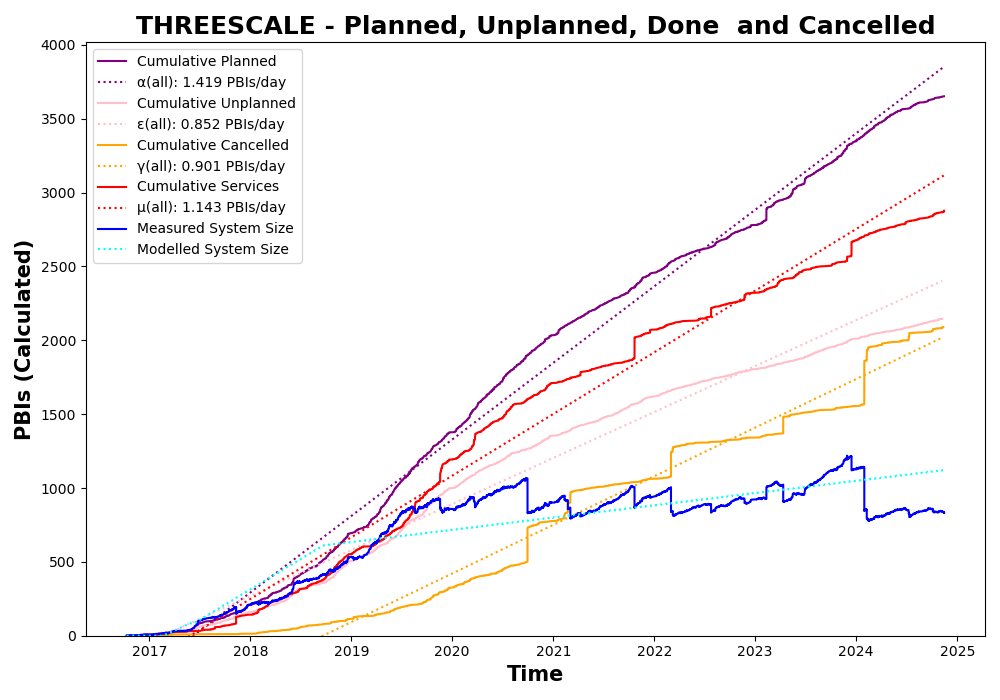 THREESCALE - Planned, Unplanned, Done  and Cancelled
PBIs (Calculated)
4000
3500
3000
2500
2000
1500
1000
500
0
Cumulative Planned
α(all): 1.419 PBIs/day
Cumulative Unplanned
ε(all): 0.852 PBIs/day
Cumulative Cancelled
γ(all): 0.901 PBIs/day
Cumulative Services
μ(all): 1.143 PBIs/day
Measured System Size
Modelled System Size
2017 2018 2019 2020 2021 2022 2023 2024 2025
Time